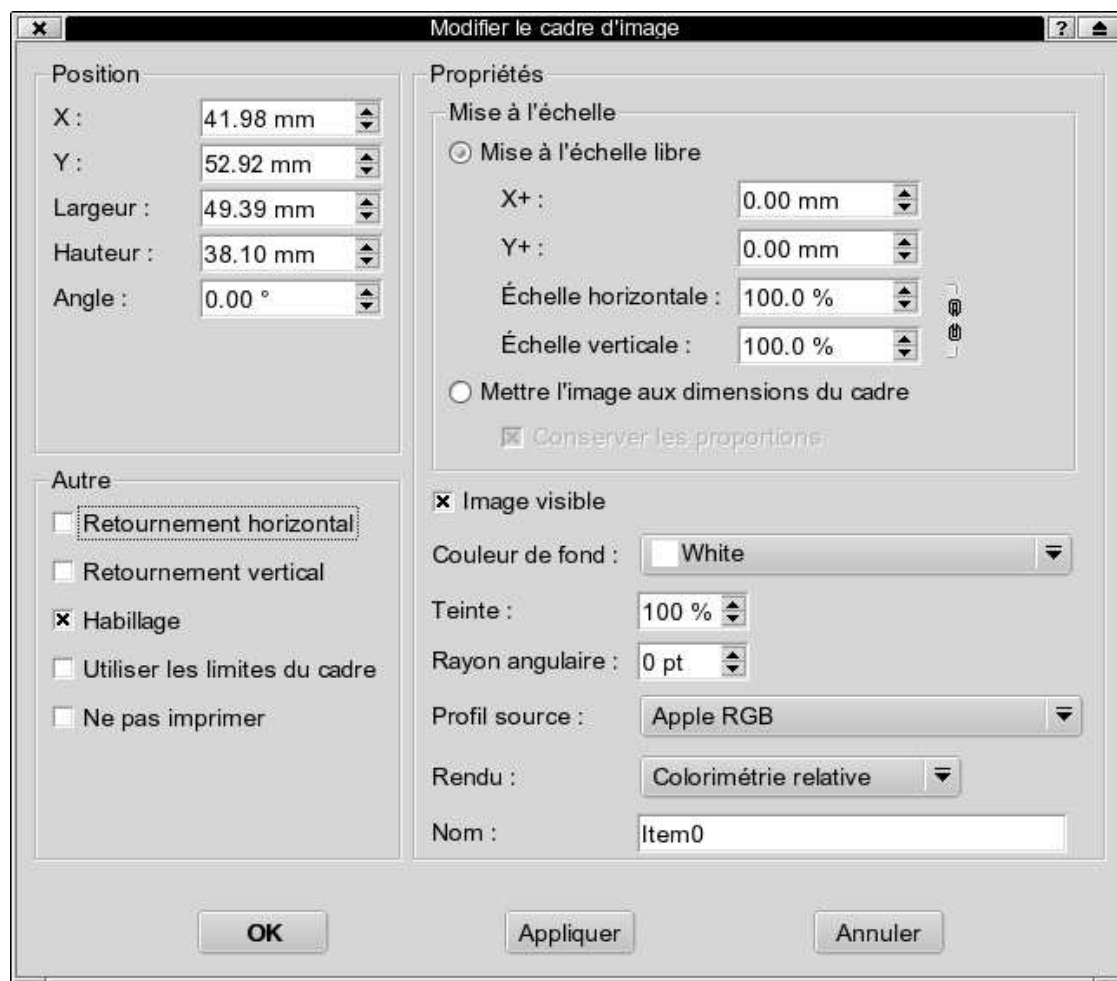 Modifier le cadre d'image
?
Position
X :
41.98 mm
Y :
52.92 mm
Largeur :
49.39 mm
Hauteur :
38.10 mm
Angle :
0.00 °
Autre
Retournement horizontal
Retournement vertical
Habillage
Utiliser les limites du cadre
Ne pas imprimer
Propriétés
Mise à l'échelle
Mise à l'échelle libre
X+ :
0.00 mm
Y+ :
0.00 mm
Échelle horizontale :
100.0 %
Échelle verticale :
100.0 %
Mettre l'image aux dimensions du cadre
Conserver les proportions
Image visible
Couleur de fond :
White
Teinte :
100 %
Rayon angulaire :
0 pt
Profil source :
Apple RGB
Rendu :
Colorimétrie relative
Nom :
Item0
OK
Appliquer
Annuler